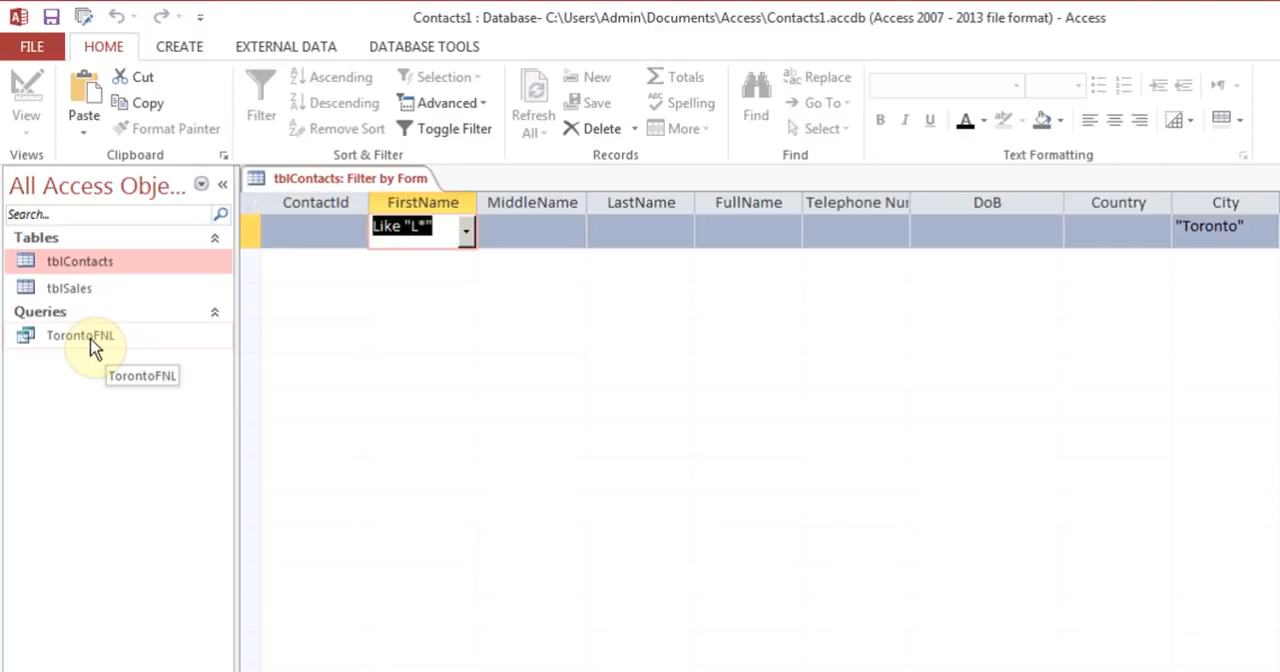 Contacts1 : Database- C:\Users\Admin\Documents\Access\Contacts1.accdb (Access 2007 - 2013 file format) - Access
FILE HOME CREATE EXTERNAL DATA DATABASE TOOLS
View
Views
Paste
Cut
Copy
Format Painter
Clipboard
Filter
Ascending
Descending
Remove Sort
Selection
Advanced
Toggle Filter
Sort & Filter
Refresh
All
New
Save
Delete
Totals
Spelling
More
Records
Find
Replace
Go To
Select
Find
B I U A
Text Formatting
All Access Obje...
Search...
Tables
tblContacts
tblSales
Queries
TorontoFNL
TorontoFNL
tblContacts: Filter by Form
ContactId FirstName MiddleName LastName FullName Telephone Nur DoB Country City
Like "L*" "Toronto"